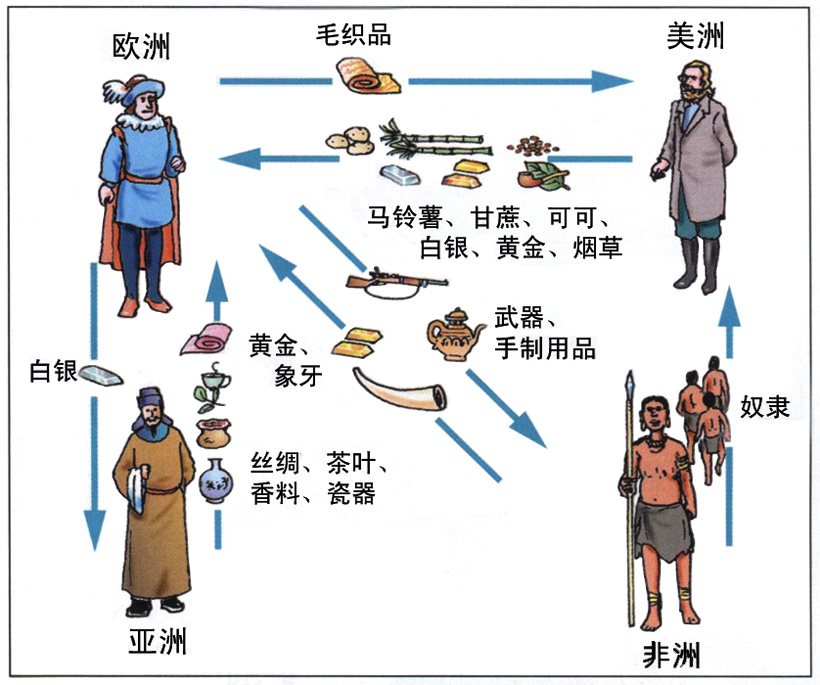 欧洲
毛织品
美洲
马铃薯、甘蔗、可可、
白银、黄金、烟草
武器、
手制用品
黄金、
象牙
白银
奴隶
丝绸、茶叶、
香料、瓷器
亚洲
非洲